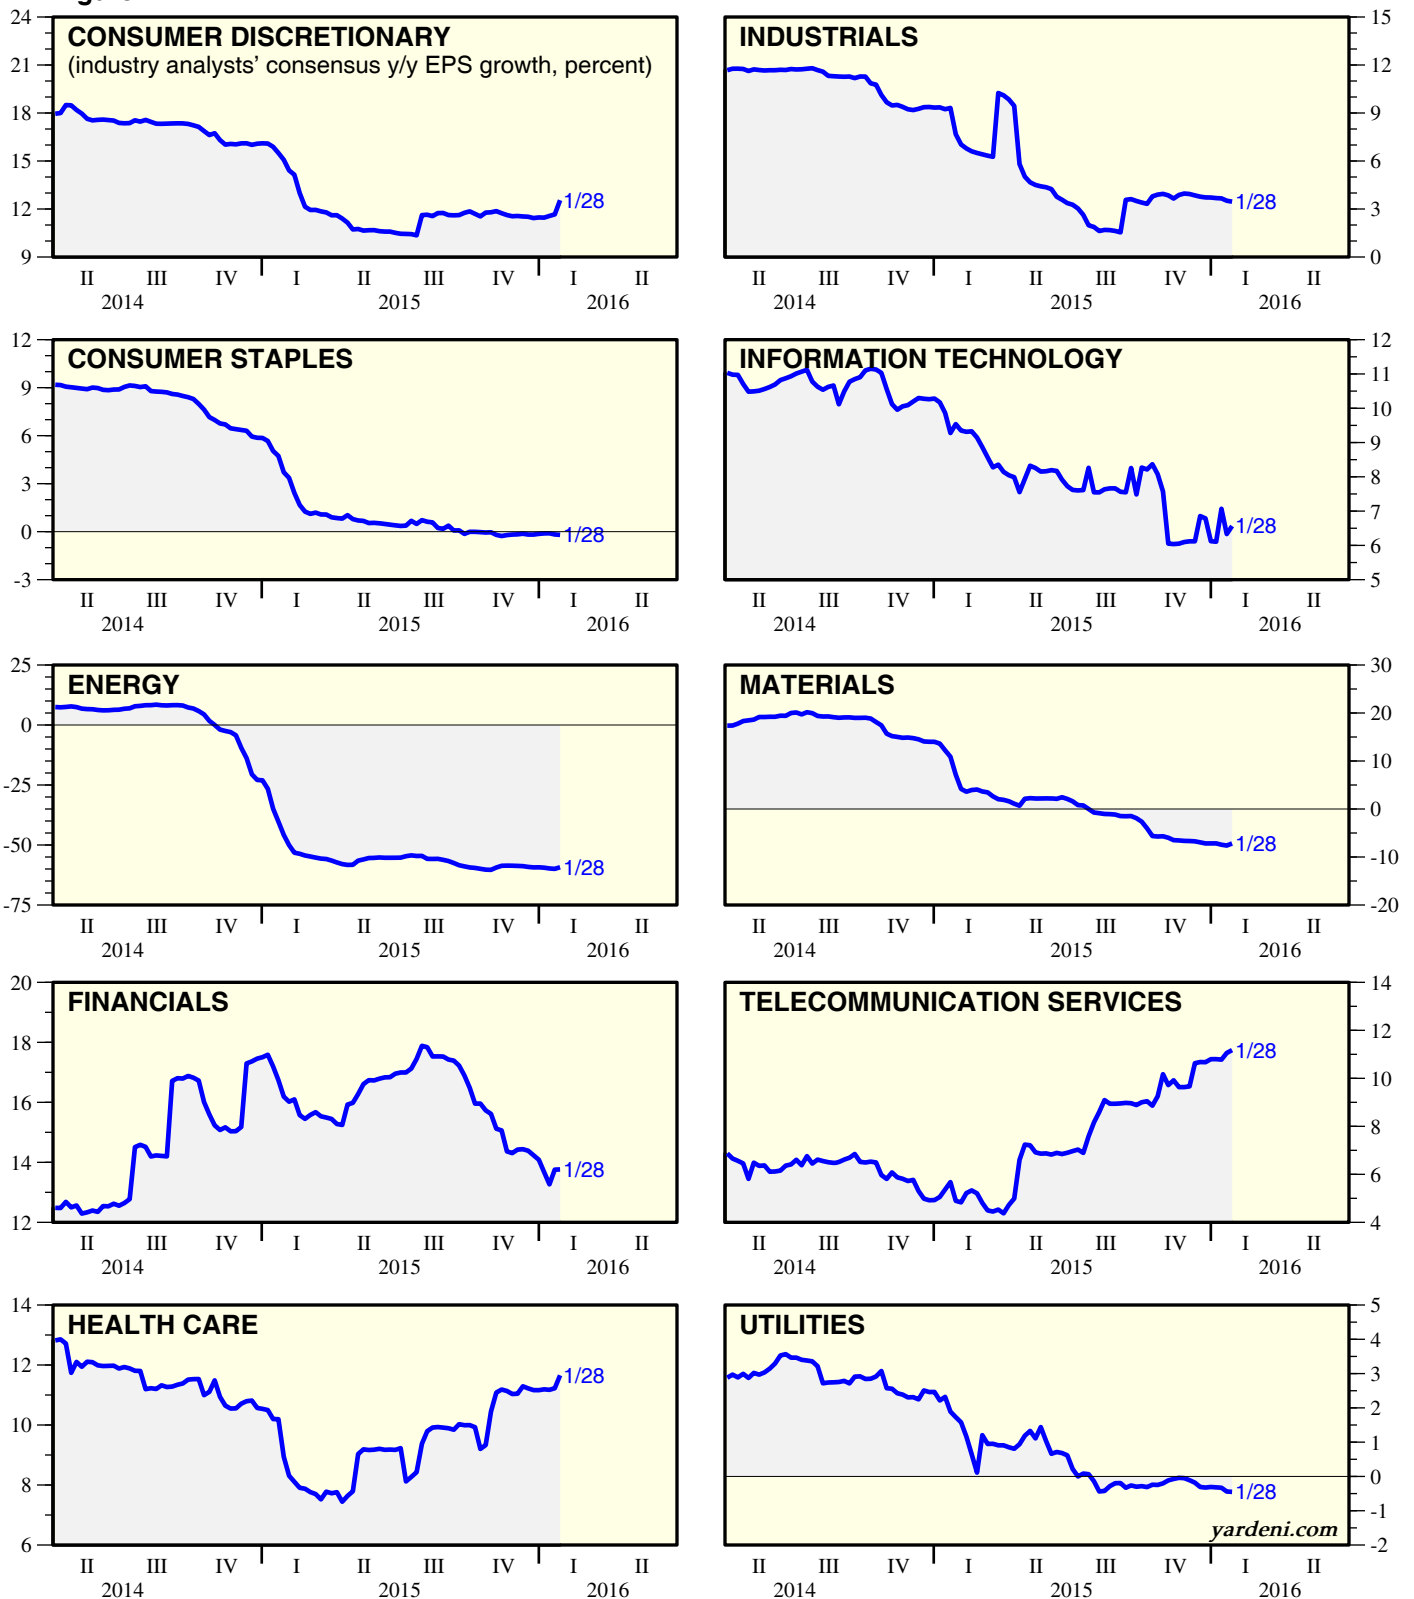 24
CONSUMER DISCRETIONARY
(industry analysts' consensus y/y EPS growth, percent)
21
18
15
12
9
1/28
II III IV I II III IV I II
2014 2015 2016
INDUSTRIALS
15
12
9
6
3
0
1/28
II III IV I II III IV I II
2014 2015 2016
CONSUMER STAPLES
12
9
6
3
0
-3
1/28
II III IV I II III IV I II
2014 2015 2016
INFORMATION TECHNOLOGY
12
11
10
9
8
7
6
5
1/28
II III IV I II III IV I II
2014 2015 2016
ENERGY
25
0
-25
-50
-75
1/28
II III IV I II III IV I II
2014 2015 2016
MATERIALS
30
20
10
0
-10
-20
1/28
II III IV I II III IV I II
2014 2015 2016
FINANCIALS
20
18
16
14
12
1/28
II III IV I II III IV I II
2014 2015 2016
TELECOMMUNICATION SERVICES
14
12
10
8
6
4
1/28
II III IV I II III IV I II
2014 2015 2016
HEALTH CARE
14
12
10
8
6
1/28
II III IV I II III IV I II
2014 2015 2016
UTILITIES
5
4
3
2
1
0
-1
-2
1/28
yardeni.com
II III IV I II III IV I II
2014 2015 2016